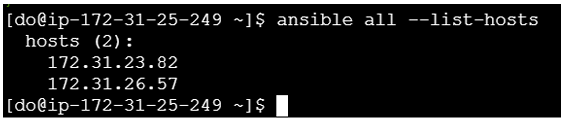 [do@ip-172-31-25-249 ~]$ ansible all --list-hosts
  hosts (2):
    172.31.23.82
    172.31.26.57
[do@ip-172-31-25-249 ~]$